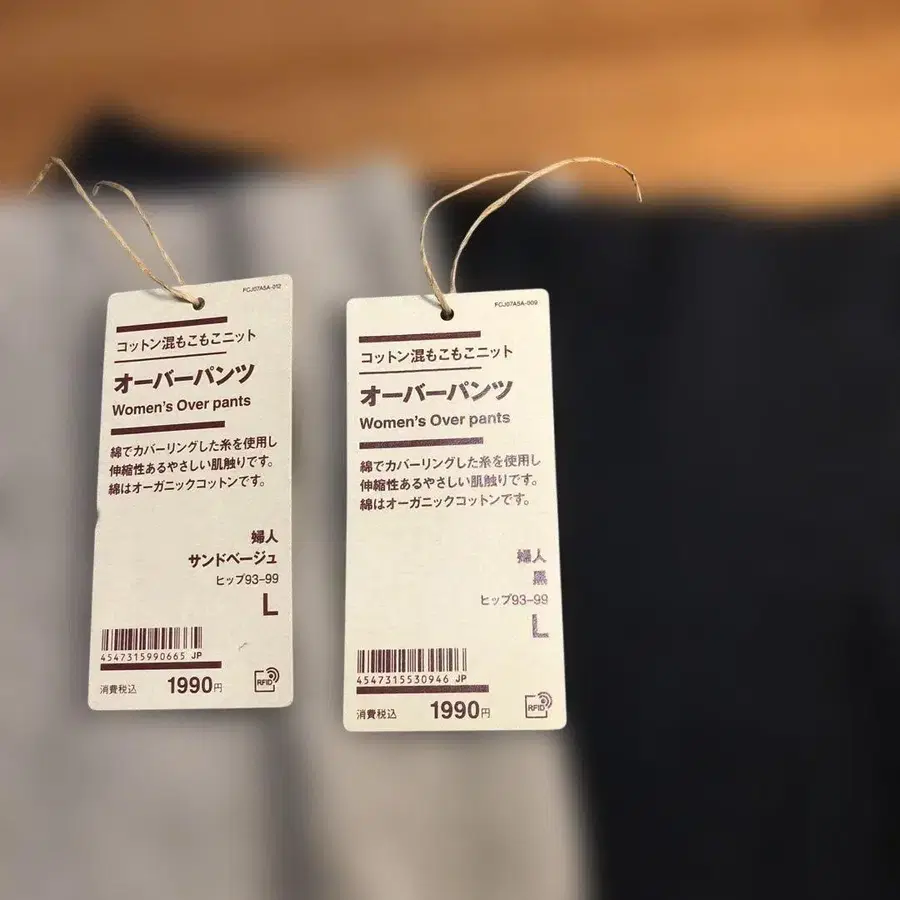 FCJ07A5A-012
コットン混もこもこニット
オーバーパンツ
Women's Over pants
綿でカバーリングした糸を使用し
伸縮性あるやさしい肌触りです。
綿はオーガニックコットンです。
婦人
サンドベージュ
ヒップ93-99
L
4547315990665 JP
消費税込 1990円
RFID
FCJ07A5A-009
コットン混もこもこニット
オーバーパンツ
Women's Over pants
綿でカバーリングした糸を使用し
伸縮性あるやさしい肌触りです。
綿はオーガニックコットンです。
婦人
黒
ヒップ93-99
L
4547315530946 JP
消費税込 1990円
RFID